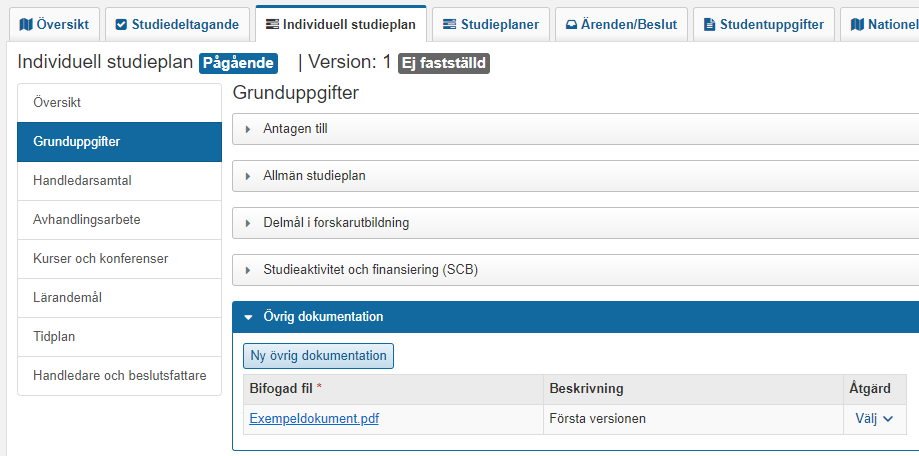 Översikt
Studiedeltagande
Individuell studieplan
Studieplaner
Ärenden/Beslut
Studentuppgifter
Nationel
Individuell studieplan Pågående | Version: 1 Ej fastställd
Översikt
Grunduppgifter
Handledarsamtal
Avhandlingsarbete
Kurser och konferenser
Lärandemål
Tidplan
Handledare och beslutsfattare
Grunduppgifter
Antagen till
Allmän studieplan
Delmål i forskarutbildning
Studieaktivitet och finansiering (SCB)
Övrig dokumentation
Ny övrig dokumentation
Bifogad fil * Beskrivning Åtgärd
Exempeldokument.pdf Första versionen Välj